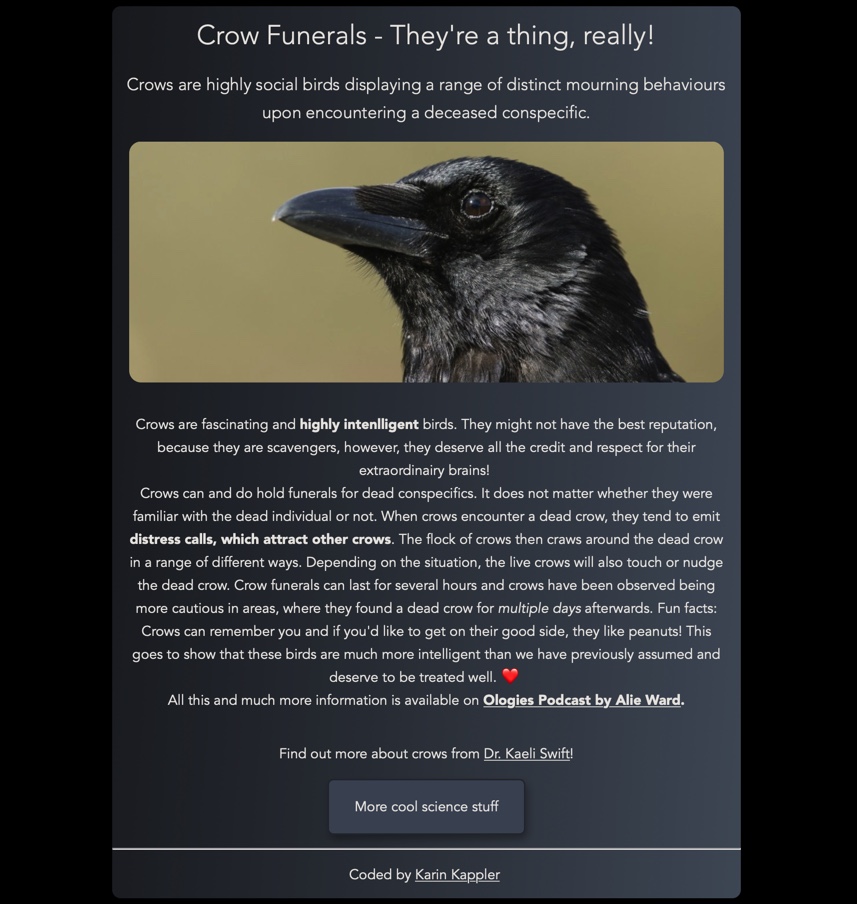 Crow Funerals - They're a thing, really!
Crows are highly social birds displaying a range of distinct mourning behaviours
upon encountering a deceased conspecific.
Crows are fascinating and highly intenlligent birds. They might not have the best reputation,
because they are scavengers, however, they deserve all the credit and respect for their
extraordinairy brains!
Crows can and do hold funerals for dead conspecifics. It does not matter whether they were
familiar with the dead individual or not. When crows encounter a dead crow, they tend to emit
distress calls, which attract other crows. The flock of crows then craws around the dead crow
in a range of different ways. Depending on the situation, the live crows will also touch or nudge
the dead crow. Crow funerals can last for several hours and crows have been observed being
more cautious in areas, where they found a dead crow for multiple days afterwards. Fun facts:
Crows can remember you and if you'd like to get on their good side, they like peanuts! This
goes to show that these birds are much more intelligent than we have previously assumed and
deserve to be treated well. ❤️
All this and much more information is available on Ologies Podcast by Alie Ward.
Find out more about crows from Dr. Kaeli Swift!
More cool science stuff
Coded by Karin Kappler